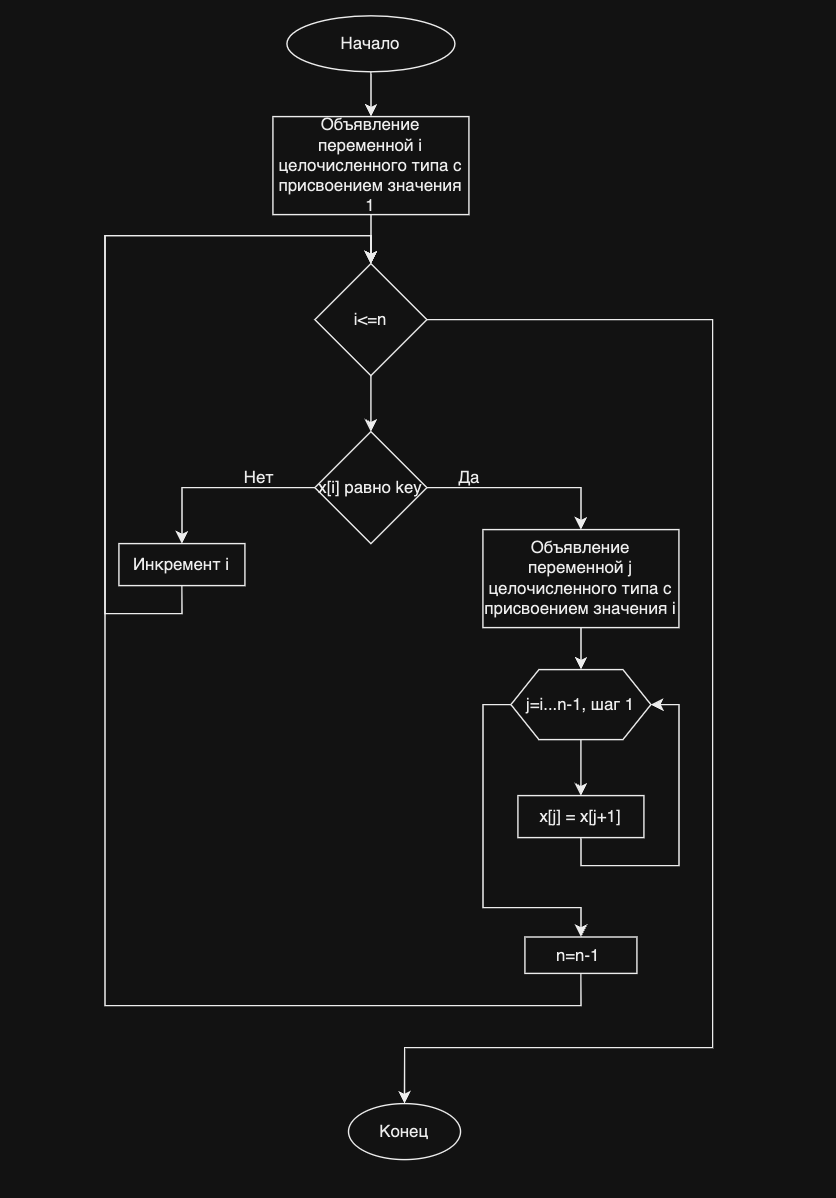 Начало
Объявление
переменной i
целочисленного типа с
присвоением значения
1
i<=n
x[i] равно key
Нет
Да
Инкремент i
Объявление
переменной j
целочисленного типа с
присвоением значения i
j=i...n-1, шаг 1
x[j] = x[j+1]
n=n-1
Конец